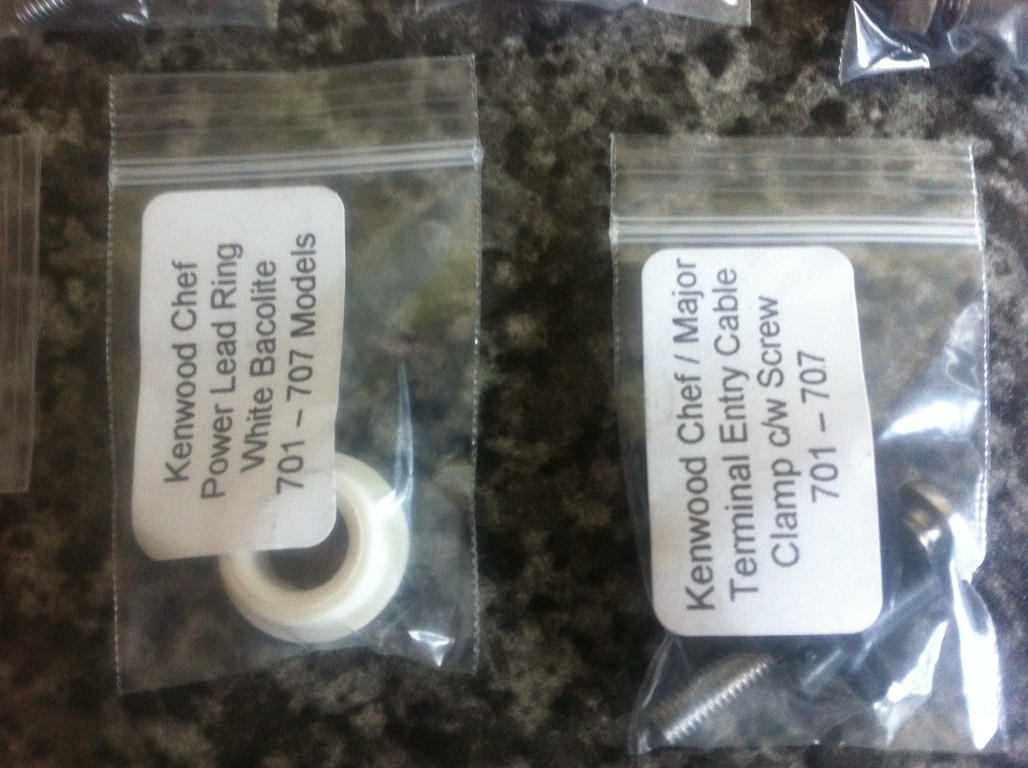 Kenwood Chef
Power Lead Ring
White Bacolite
701 – 707 Models
Kenwood Chef / Major
Terminal Entry Cable
Clamp c/w Screw
701 – 707